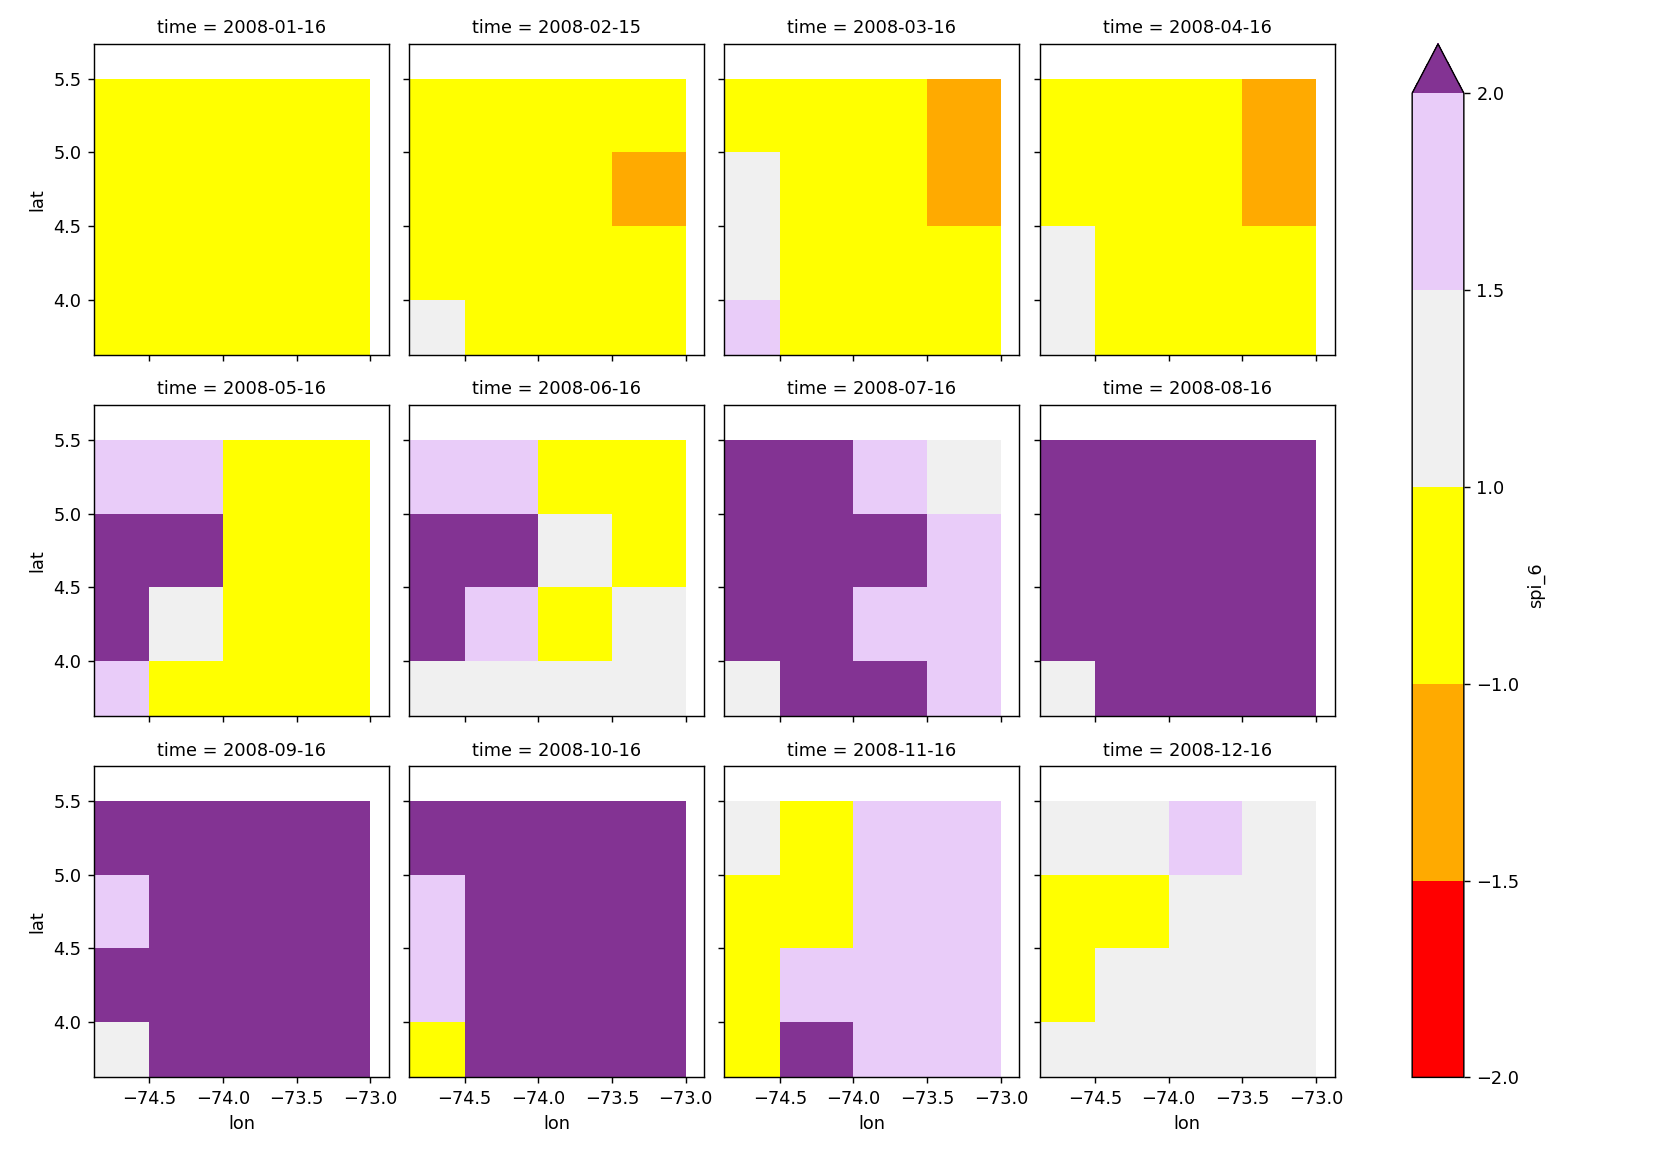 time = 2008-01-16
time = 2008-02-15
time = 2008-03-16
time = 2008-04-16
5.5
5.0
4.5
4.0
lat
time = 2008-05-16
time = 2008-06-16
time = 2008-07-16
time = 2008-08-16
5.5
5.0
4.5
4.0
lat
time = 2008-09-16
time = 2008-10-16
time = 2008-11-16
time = 2008-12-16
5.5
5.0
4.5
4.0
lat
−74.5 −74.0 −73.5 −73.0
lon
−74.5 −74.0 −73.5 −73.0
lon
−74.5 −74.0 −73.5 −73.0
lon
−74.5 −74.0 −73.5 −73.0
lon
2.0
1.5
1.0
−1.0
−1.5
−2.0
spi_6